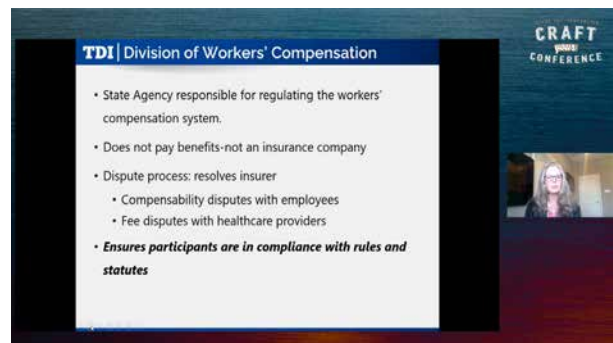 TDI | Division of Workers' Compensation
• State Agency responsible for regulating the workers'
compensation system.
• Does not pay benefits-not an insurance company
• Dispute process: resolves insurer
• Compensability disputes with employees
• Fee disputes with healthcare providers
• Ensures participants are in compliance with rules and
statutes
CRAFT
your
CONFERENCE